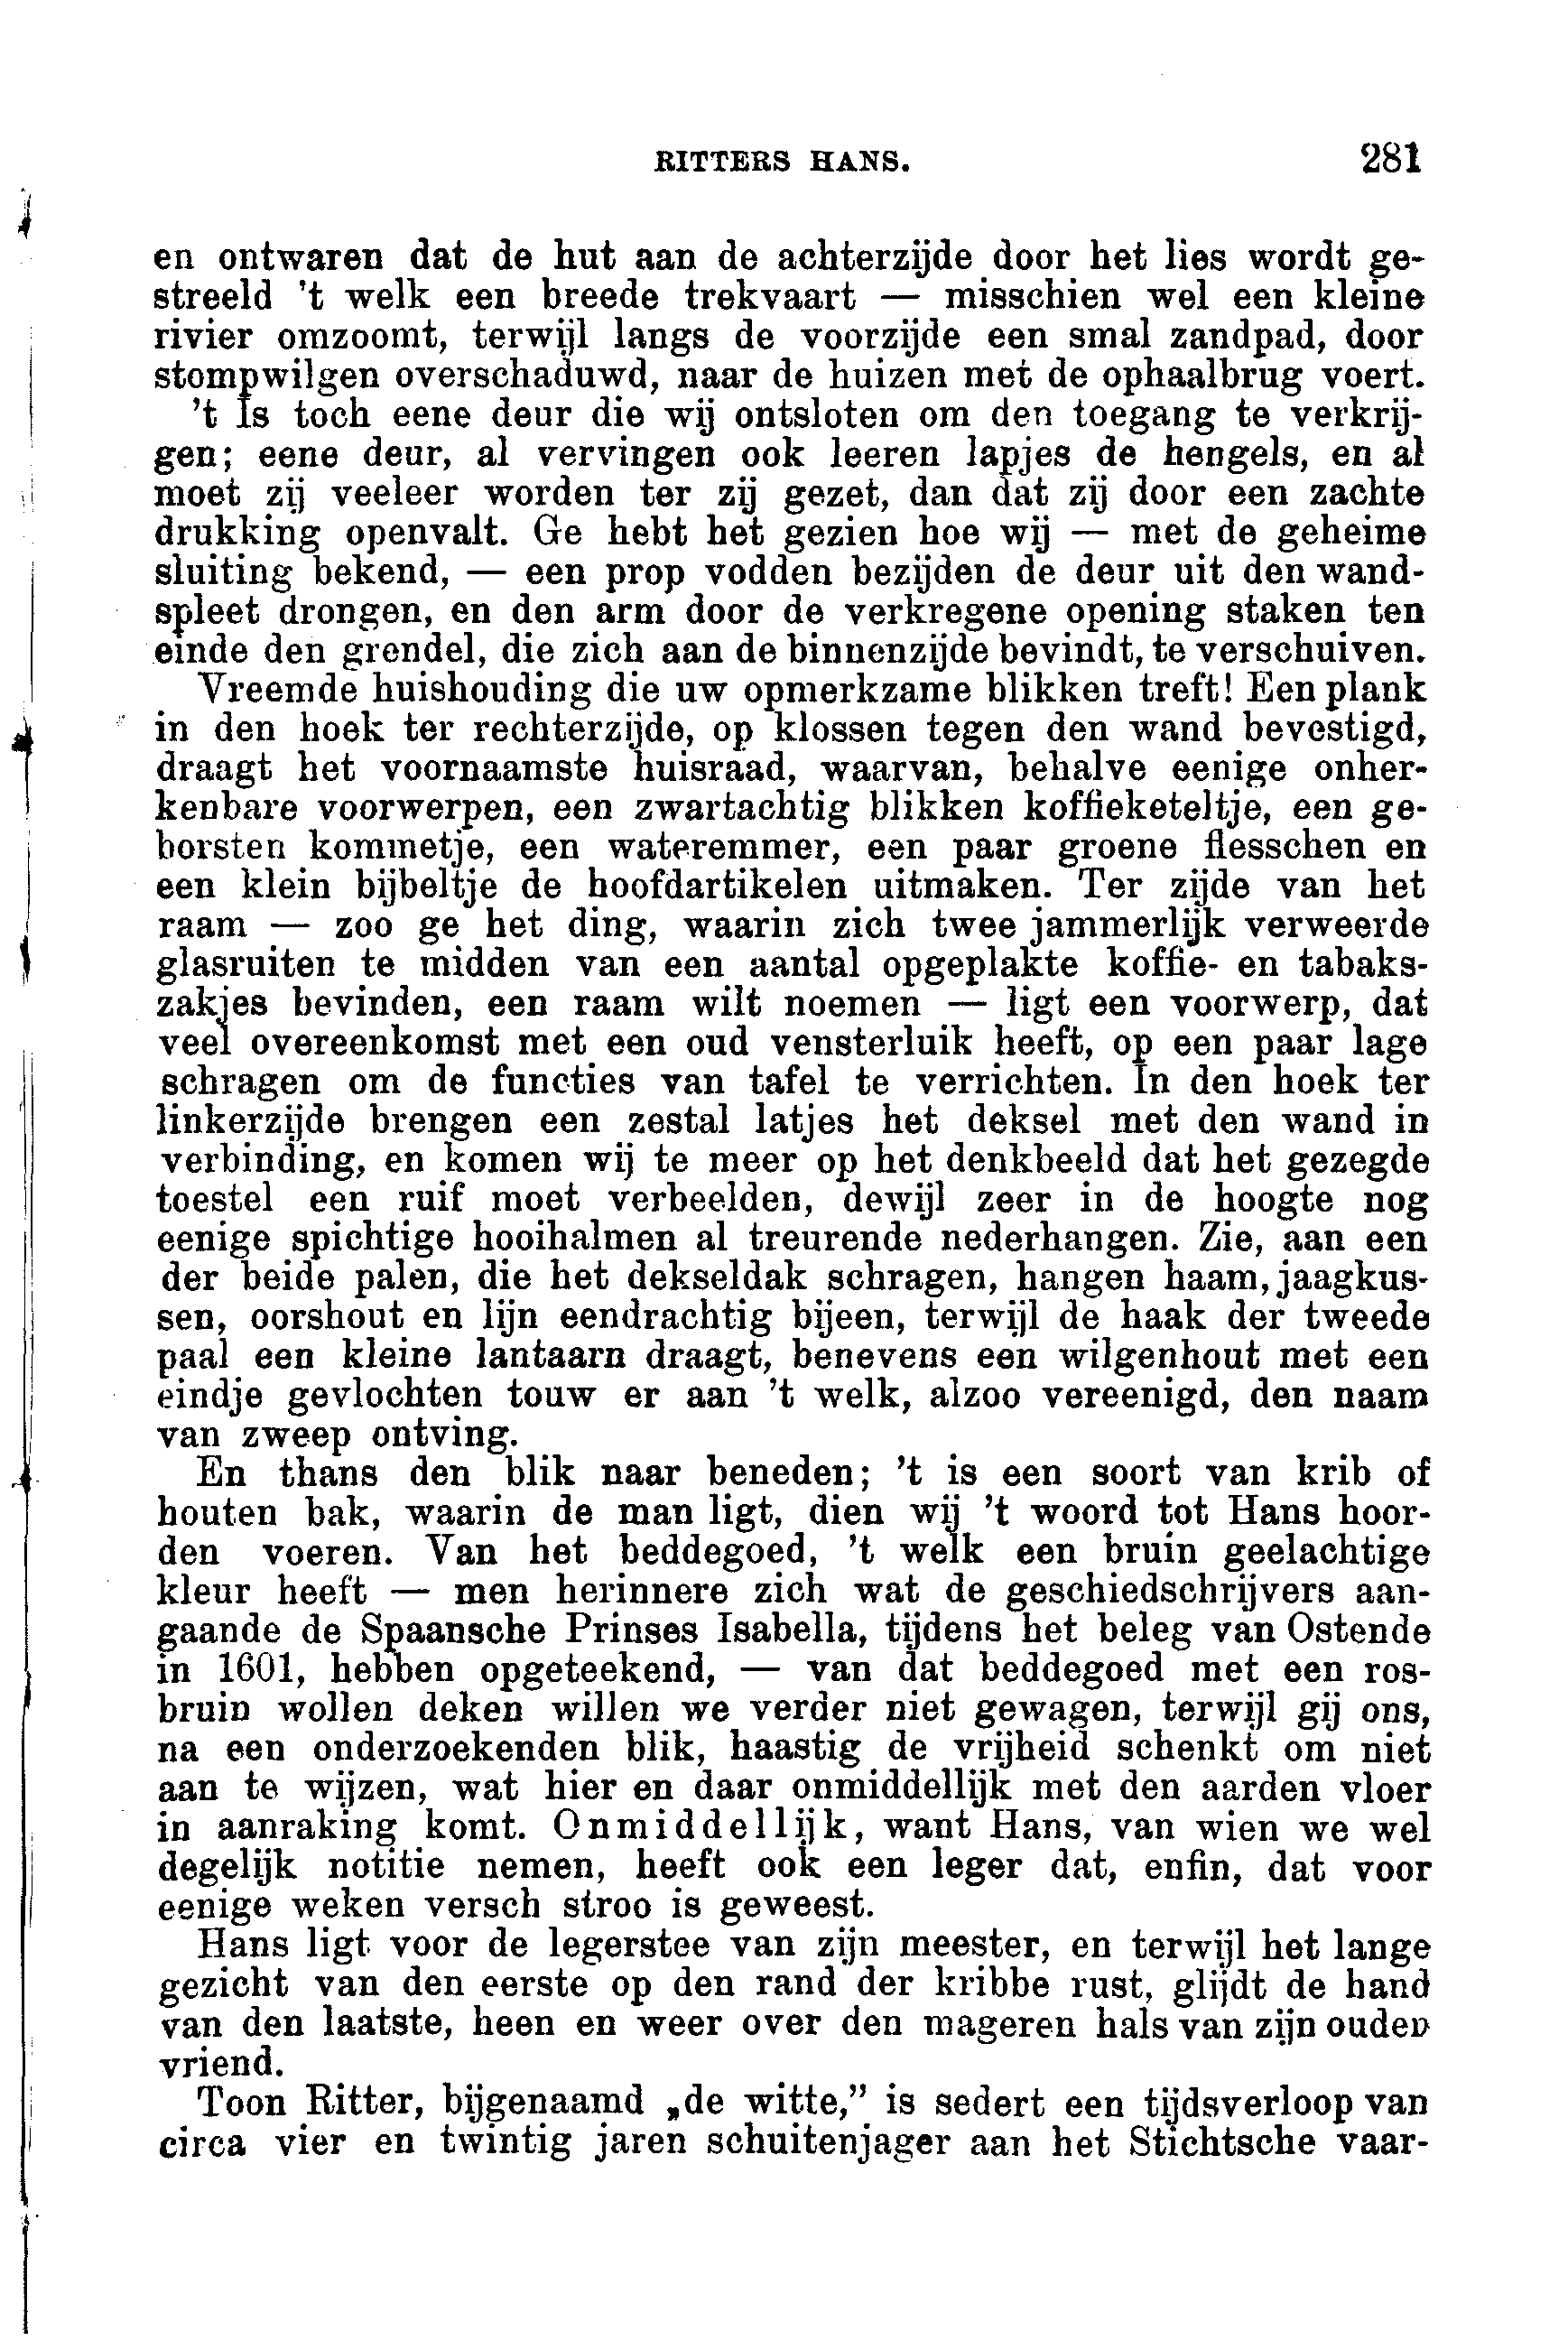 RITTERS HANS. 281
en ontwaren dat de hut aan de achterzijde door het lies wordt ge-
streeld 't welk een breede trekvaart — misschien wel een kleine
rivier omzoomt, terwijl langs de voorzijde een smal zandpad, door
stompwilgen overschaduwd, naar de huizen met de ophaalbrug voert.
't Is toch eene deur die wij ontsloten om den toegang te verkrij-
gen; eene deur, al vervingen ook leeren lapjes de hengels, en al
moet zij veeleer worden ter zij gezet, dan dat zij door een zachte
drukking openvalt. Ge hebt het gezien hoe wij — met de geheime
sluiting bekend, — een prop vodden bezijden de deur uit den wand-
spleet drongen, en den arm door de verkregene opening staken ten
einde den grendel, die zich aan de binnenzijde bevindt, te verschuiven.
Vreemde huishouding die uw opmerkzame blikken treft! Een plank
in den hoek ter rechterzijde, op klossen tegen den wand bevestigd,
draagt het voornaamste huisraad, waarvan, behalve eenige onher-
kenbare voorwerpen, een zwartachtig blikken koffieketeltje, een ge-
borsten kommetje, een wateremmer, een paar groene flesschen en
een klein bijbeltje de hoofdartikelen uitmaken. Ter zijde van het
raam — zoo ge het ding, waarin zich twee jammerlijk verweerde
glasruiten te midden van een aantal opgeplakte koffie- en tabaks-
zakjes bevinden, een raam wilt noemen — ligt een voorwerp, dat
veel overeenkomst met een oud vensterluik heeft, op een paar lage
schragen om de functies van tafel te verrichten. In den hoek ter
linkerzijde brengen een zestal latjes het deksel met den wand in
verbinding, en komen wij te meer op het denkbeeld dat het gezegde
toestel een ruif moet verbeelden, dewijl zeer in de hoogte nog
eenige spichtige hooihalmen al treurende nederhangen. Zie, aan een
der beide palen, die het dekseldak schragen, hangen haam, jaagkus-
sen, oorshout en lijn eendrachtig bijeen, terwijl de haak der tweede
paal een kleine lantaarn draagt, benevens een wilgenhout met een
eindje gevlochten touw er aan 't welk, alzoo vereenigd, den naam
van zweep ontving.
En thans den blik naar beneden; 't is een soort van krib of
houten bak, waarin de man ligt, dien wij 't woord tot Hans hoor-
den voeren. Van het beddegoed, 't welk een bruin geelachtige
kleur heeft — men herinnere zich wat de geschiedschrijvers aan-
gaande de Spaansche Prinses Isabella, tijdens het beleg van Ostende
in 1601, hebben opgeteekend, — van dat beddegoed met een ros-
bruin wollen deken willen we verder niet gewagen, terwijl gij ons,
na een onderzoekenden blik, haastig de vrijheid schenkt om niet
aan te wijzen, wat hier en daar onmiddellijk met den aarden vloer
in aanraking komt. Onmiddellijk, want Hans, van wien we wel
degelijk notitie nemen, heeft ook een leger dat, enfin, dat voor
eenige weken versch stroo is geweest.
Hans ligt voor de legerstee van zijn meester, en terwijl het lange
gezicht van den eerste op den rand der kribbe rust, glijdt de hand
van den laatste, heen en weer over den mageren hals van zijn ouden
vriend.
Toon Ritter, bijgenaamd „de witte,” is sedert een tijdsverloop van
circa vier en twintig jaren schuitenjager aan het Stichtsche vaar-